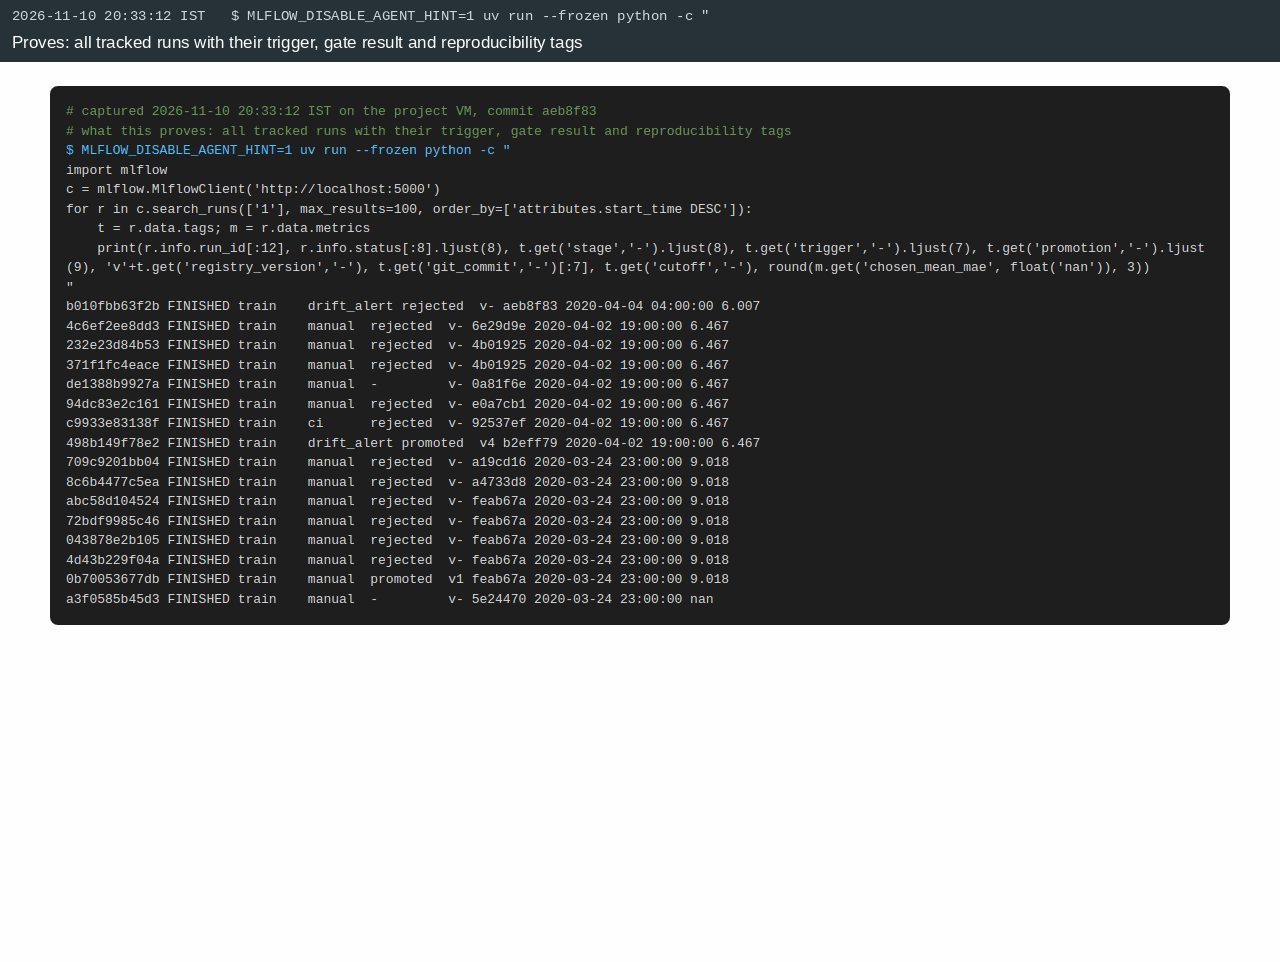 2026-11-10 20:33:12 IST   $ MLFLOW_DISABLE_AGENT_HINT=1 uv run --frozen python -c "
Proves: all tracked runs with their trigger, gate result and reproducibility tags
# captured 2026-11-10 20:33:12 IST on the project VM, commit aeb8f83
# what this proves: all tracked runs with their trigger, gate result and reproducibility tags
$ MLFLOW_DISABLE_AGENT_HINT=1 uv run --frozen python -c "
import mlflow
c = mlflow.MlflowClient('http://localhost:5000')
for r in c.search_runs(['1'], max_results=100, order_by=['attributes.start_time DESC']):
    t = r.data.tags; m = r.data.metrics
    print(r.info.run_id[:12], r.info.status[:8].ljust(8), t.get('stage','-').ljust(8), t.get('trigger','-').ljust(7), t.get('promotion','-').ljust
(9), 'v'+t.get('registry_version','-'), t.get('git_commit','-')[:7], t.get('cutoff','-'), round(m.get('chosen_mean_mae', float('nan')), 3))
"
b010fbb63f2b FINISHED train    drift_alert rejected  v- aeb8f83 2020-04-04 04:00:00 6.007
4c6ef2ee8dd3 FINISHED train    manual  rejected  v- 6e29d9e 2020-04-02 19:00:00 6.467
232e23d84b53 FINISHED train    manual  rejected  v- 4b01925 2020-04-02 19:00:00 6.467
371f1fc4eace FINISHED train    manual  rejected  v- 4b01925 2020-04-02 19:00:00 6.467
de1388b9927a FINISHED train    manual  -         v- 0a81f6e 2020-04-02 19:00:00 6.467
94dc83e2c161 FINISHED train    manual  rejected  v- e0a7cb1 2020-04-02 19:00:00 6.467
c9933e83138f FINISHED train    ci      rejected  v- 92537ef 2020-04-02 19:00:00 6.467
498b149f78e2 FINISHED train    drift_alert promoted  v4 b2eff79 2020-04-02 19:00:00 6.467
709c9201bb04 FINISHED train    manual  rejected  v- a19cd16 2020-03-24 23:00:00 9.018
8c6b4477c5ea FINISHED train    manual  rejected  v- a4733d8 2020-03-24 23:00:00 9.018
abc58d104524 FINISHED train    manual  rejected  v- feab67a 2020-03-24 23:00:00 9.018
72bdf9985c46 FINISHED train    manual  rejected  v- feab67a 2020-03-24 23:00:00 9.018
043878e2b105 FINISHED train    manual  rejected  v- feab67a 2020-03-24 23:00:00 9.018
4d43b229f04a FINISHED train    manual  rejected  v- feab67a 2020-03-24 23:00:00 9.018
0b70053677db FINISHED train    manual  promoted  v1 feab67a 2020-03-24 23:00:00 9.018
a3f0585b45d3 FINISHED train    manual  -         v- 5e24470 2020-03-24 23:00:00 nan